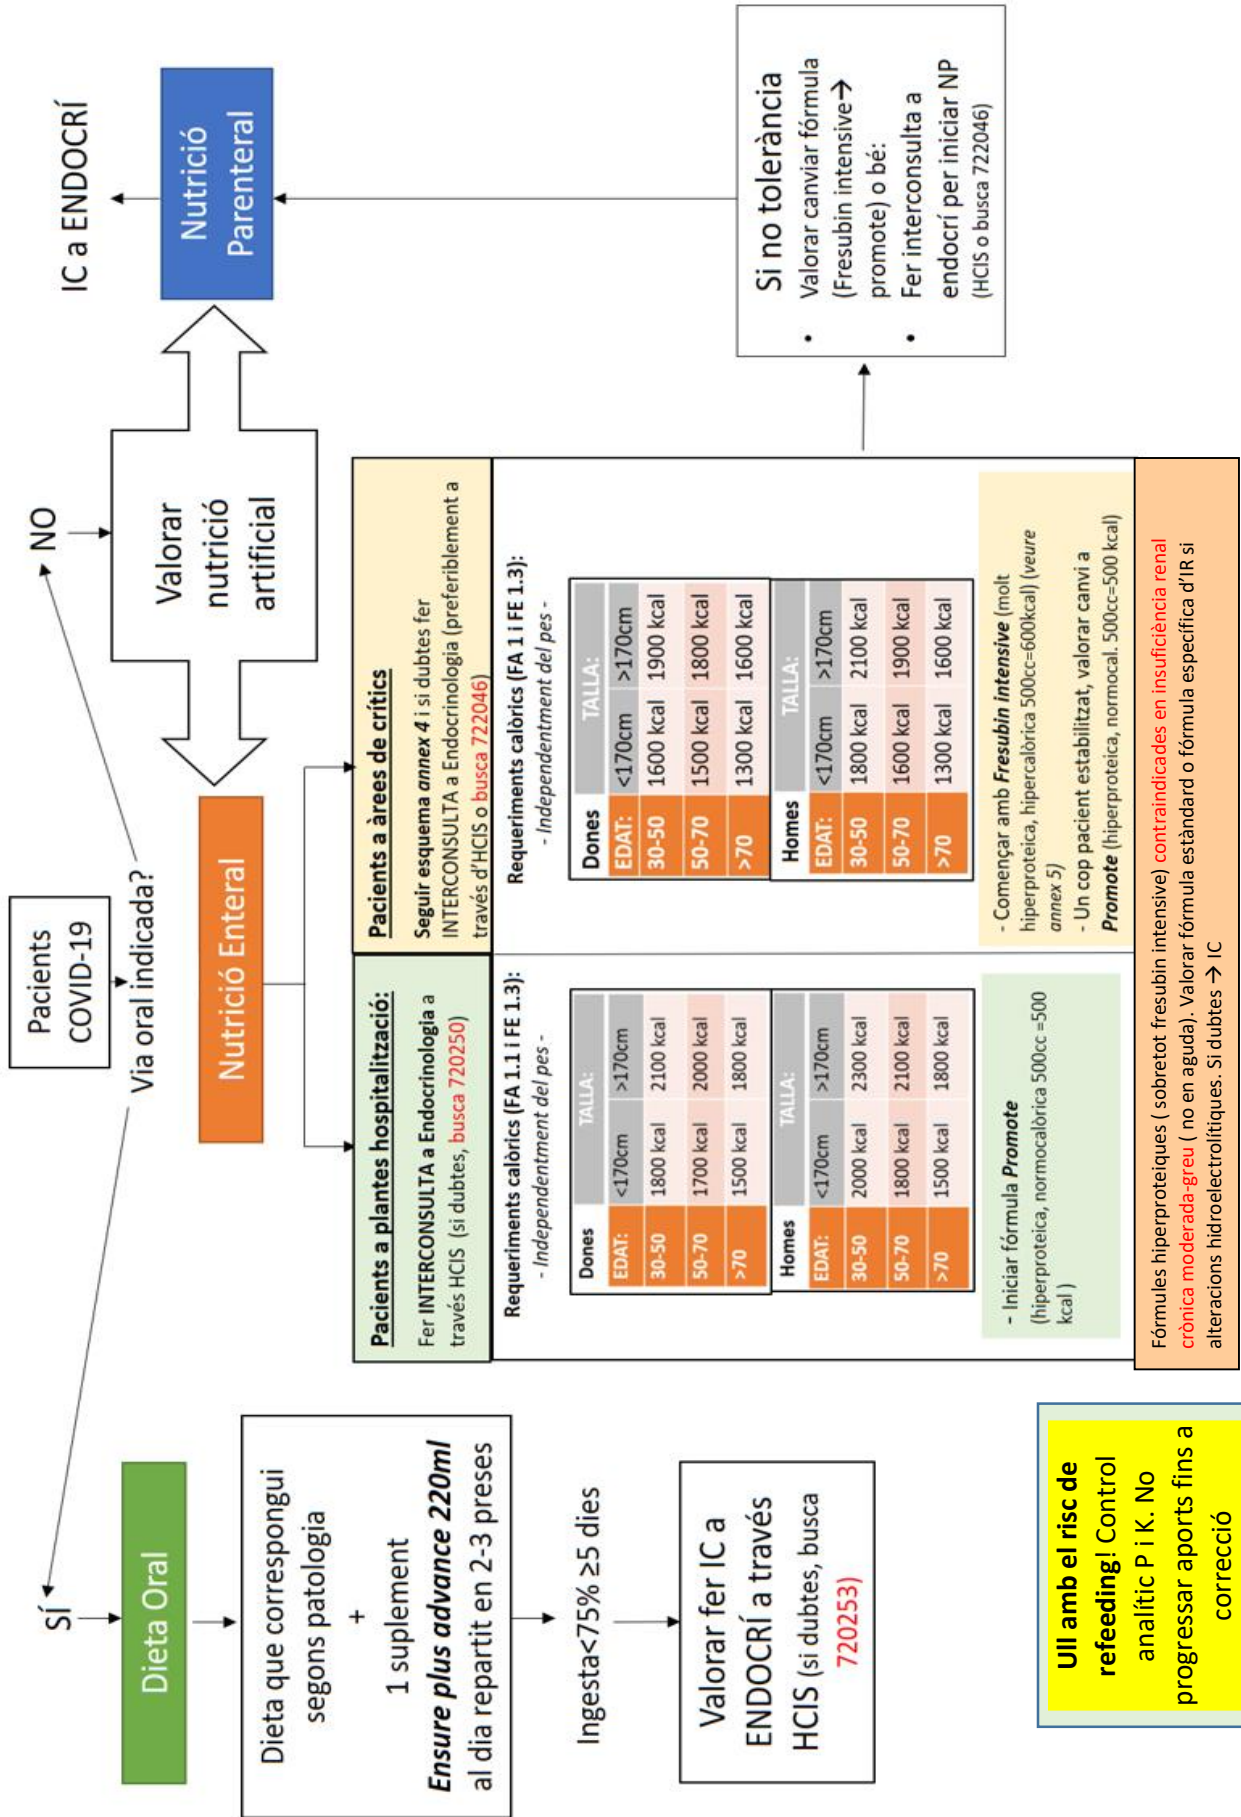 Pacients
COVID-19
Via oral indicada?
SÍ
NO
Dieta Oral
Dieta que correspongui
segons patologia
+
1 suplement
Ensure plus advance 220ml
al dia repartit en 2-3 preses
Ingesta<75% ≥5 dies
Valorar fer IC a
ENDOCRÍ a través
HCIS (si dubtes, busca
720253)
Ull amb el risc de
refeeding! Control
analític P i K. No
progressar aports fins a
correcció
Valorar
nutrició
artificial
Nutrició Enteral
Nutrició
Parenteral
IC a ENDOCRÍ
Pacients a plantes hospitalització:
Fer INTERCONSULTA a Endocrinologia a
través HCIS (si dubtes, busca 720250)
Requeriments calòrics (FA 1.1 i FE 1.3):
- Independentment del pes -
Dones TALLA:
EDAT: <170cm >170cm
30-50 1800 kcal 2100 kcal
50-70 1700 kcal 2000 kcal
>70 1500 kcal 1800 kcal
Homes TALLA:
EDAT: <170cm >170cm
30-50 2000 kcal 2300 kcal
50-70 1800 kcal 2100 kcal
>70 1500 kcal 1800 kcal
- Iniciar fórmula Promote
(hiperproteica, normocalòrica 500cc =500
kcal )
Pacients a àrees de crítics
Seguir esquema annex 4 i si dubtes fer
INTERCONSULTA a Endocrinologia (preferiblement a
través d'HCIS o busca 722046)
Requeriments calòrics (FA 1 i FE 1.3):
- Independentment del pes -
Dones TALLA:
EDAT: <170cm >170cm
30-50 1600 kcal 1900 kcal
50-70 1500 kcal 1800 kcal
>70 1300 kcal 1600 kcal
Homes TALLA:
EDAT: <170cm >170cm
30-50 1800 kcal 2100 kcal
50-70 1600 kcal 1900 kcal
>70 1300 kcal 1600 kcal
- Començar amb Fresubin intensive (molt
hiperproteica, hipercalòrica 500cc=600kcal) (veure
annex 5)
- Un cop pacient estabilitzat, valorar canvi a
Promote (hiperproteica, normocal. 500cc=500 kcal)
Fórmules hiperproteiques ( sobretot fresubin intensive) contraindicades en insuficiència renal
crònica moderada-greu ( no en aguda). Valorar fórmula estàndard o fórmula específica d'IR si
alteracions hidroelectrolítiques. Si dubtes → IC
Si no tolerància
• Valorar canviar fórmula
(Fresubin intensive→
promote) o bé:
• Fer interconsulta a
endocrí per iniciar NP
(HCIS o busca 722046)